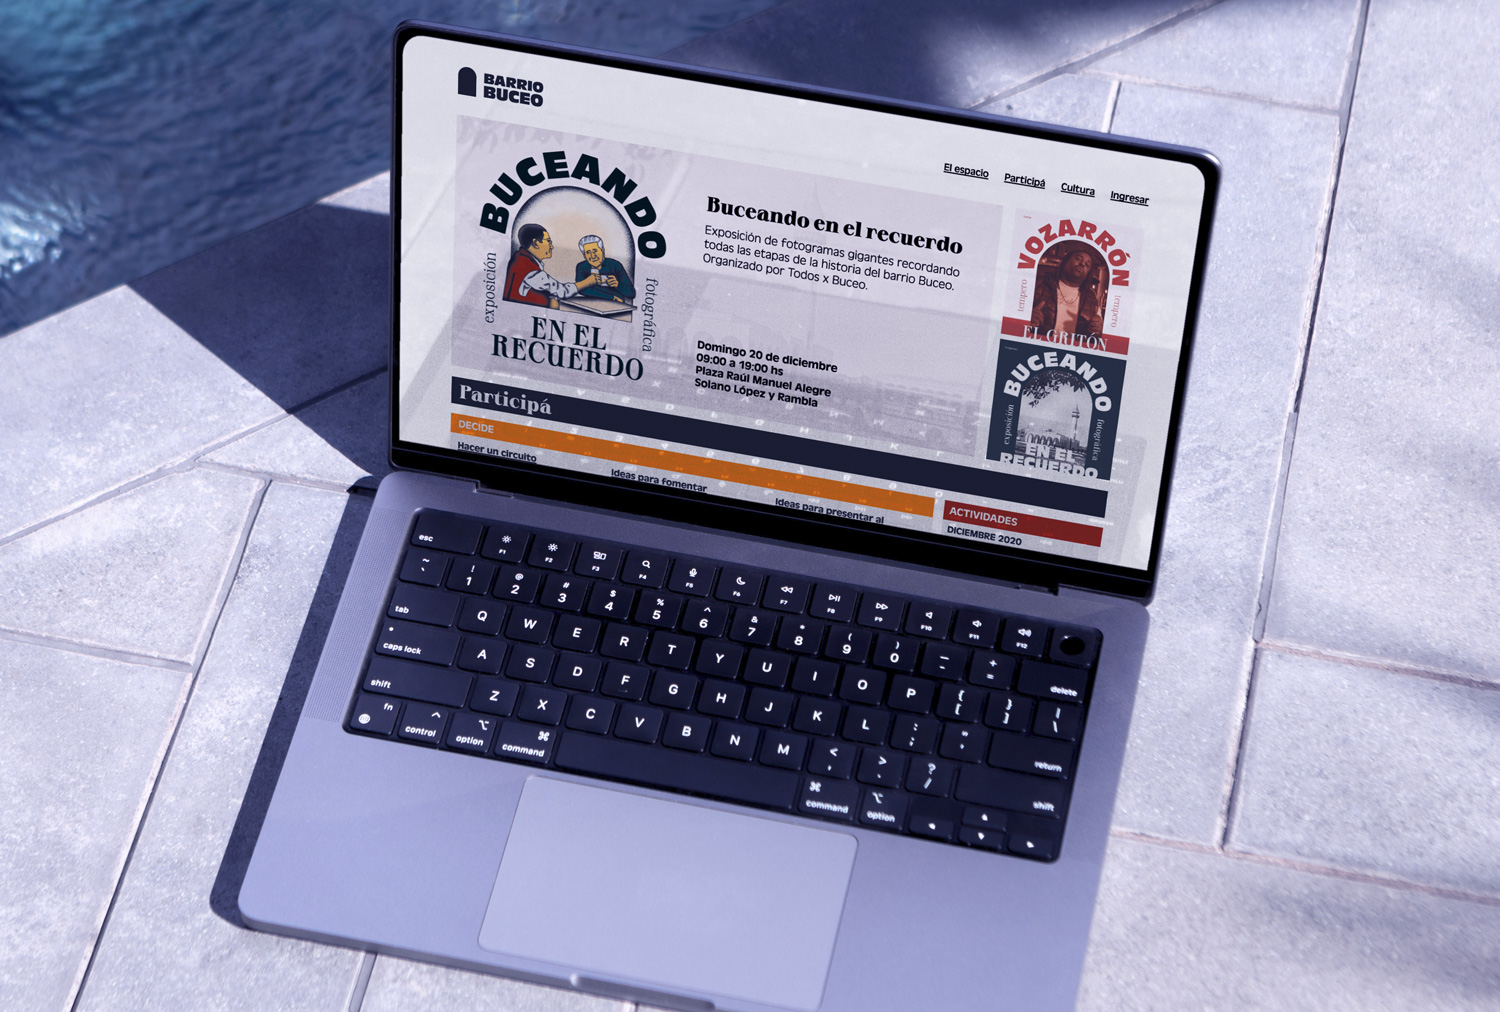 BARRIO
BUCEO
El espacio
Participá
Cultura
Ingresar
BUCEANDO
exposición
fotográfica
EN EL
RECUERDO
Buceando en el recuerdo
Exposición de fotogramas gigantes recordando
todas las etapas de la historia del barrio Buceo.
Organizado por Todos x Buceo.
Domingo 20 de diciembre
09:00 a 19:00 hs
Plaza Raúl Manuel Alegre
Solano López y Rambla
VOZARRÓN
tempero
tempero
EL GRITÓN
BUCEANDO
exposición
fotográfica
EN EL
RECUERDO
Participá
DECIDE
Hacer un circuito
Ideas para fomentar
Ideas para presentar al
ACTIVIDADES
DICIEMBRE 2020
esc F1 F2 F3 F4 F5 F6 F7 F8 F9 F10 F11 F12
~ ! @ # $ % ^ & * ( ) — +
` 1 2 3 4 5 6 7 8 9 0 - = delete
tab Q W E R T Y U I O P { [ } ] | \
caps lock A S D F G H J K L : ; " ' return
shift Z X C V B N M < , > . ? / shift
fn control option command command option